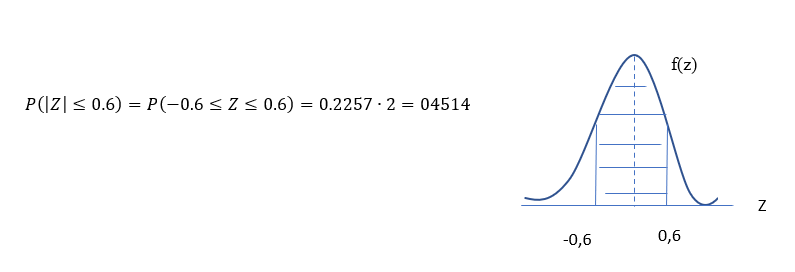 P(|Z| ≤ 0.6) = P(−0.6 ≤ Z ≤ 0.6) = 0.2257 · 2 = 04514
f(z)
Z
-0,6
0,6